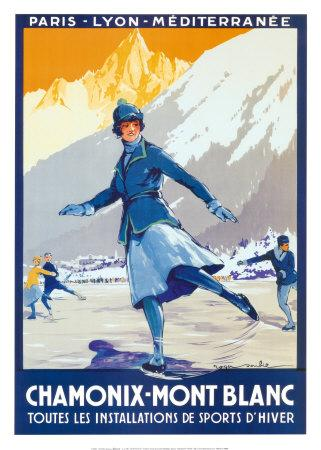 PARIS - LYON - MÉDITERRANÉE
CHAMONIX-MONT BLANC
TOUTES LES INSTALLATIONS DE SPORTS D'HIVER